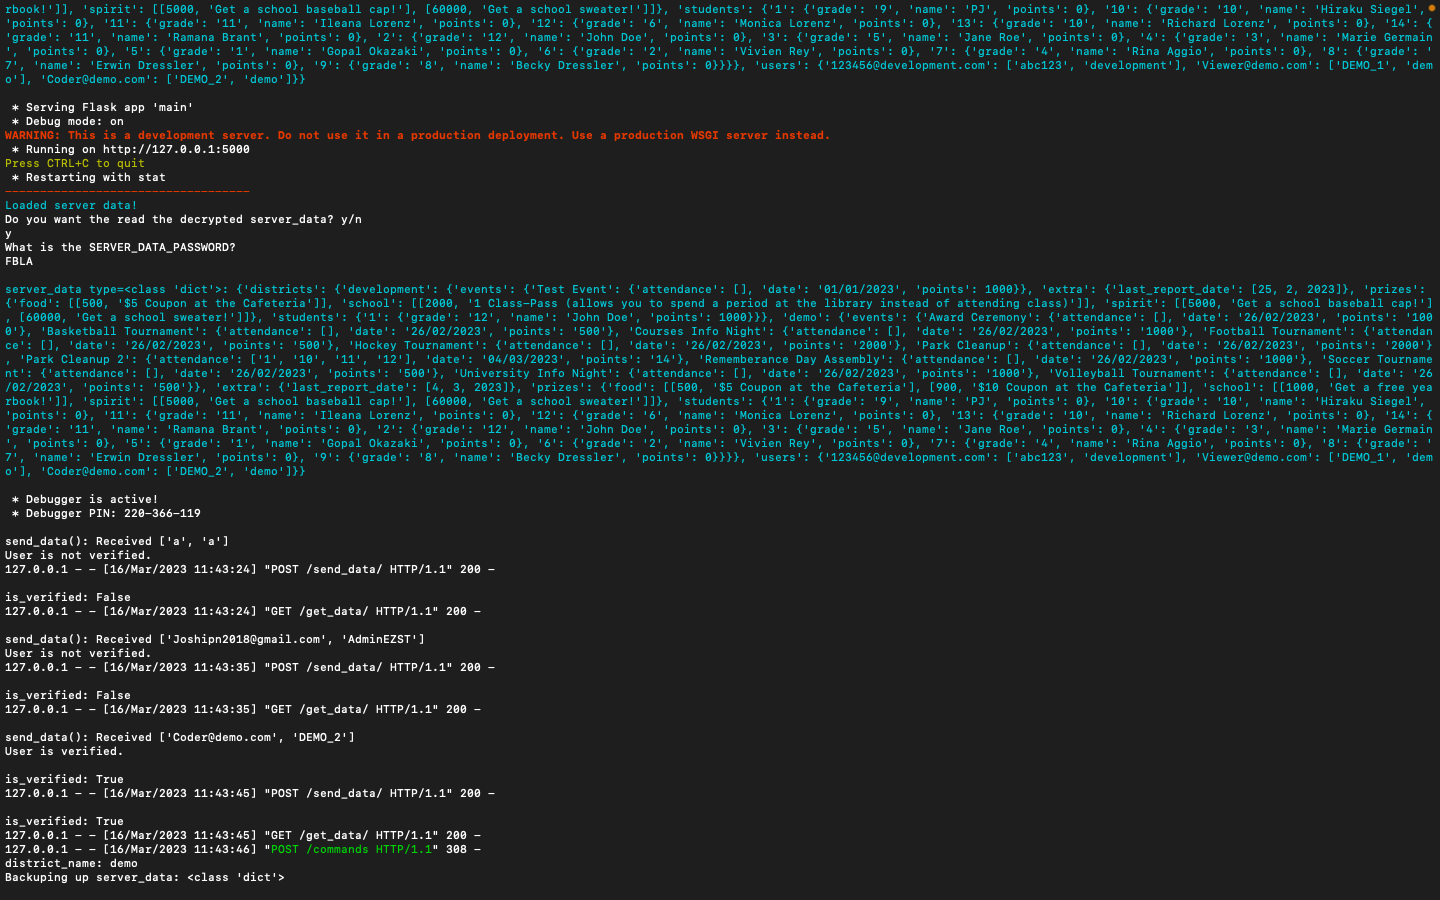 rbook!']], 'spirit': [[5000, 'Get a school baseball cap!'], [60000, 'Get a school sweater!']]}, 'students': {'1': {'grade': '9', 'name': 'PJ', 'points': 0}, '10': {'grade': '10', 'name': 'Hiraku Siegel',
'points': 0}, '11': {'grade': '11', 'name': 'Ileana Lorenz', 'points': 0}, '12': {'grade': '6', 'name': 'Monica Lorenz', 'points': 0}, '13': {'grade': '10', 'name': 'Richard Lorenz', 'points': 0}, '14': {
'grade': '11', 'name': 'Ramana Brant', 'points': 0}, '2': {'grade': '12', 'name': 'John Doe', 'points': 0}, '3': {'grade': '5', 'name': 'Jane Roe', 'points': 0}, '4': {'grade': '3', 'name': 'Marie Germain
', 'points': 0}, '5': {'grade': '1', 'name': 'Gopal Okazaki', 'points': 0}, '6': {'grade': '2', 'name': 'Vivien Rey', 'points': 0}, '7': {'grade': '4', 'name': 'Rina Aggio', 'points': 0}, '8': {'grade': '
7', 'name': 'Erwin Dressler', 'points': 0}, '9': {'grade': '8', 'name': 'Becky Dressler', 'points': 0}}}}, 'users': {'123456@development.com': ['abc123', 'development'], 'Viewer@demo.com': ['DEMO_1', 'dem
o'], 'Coder@demo.com': ['DEMO_2', 'demo']}}
* Serving Flask app 'main'
* Debug mode: on
WARNING: This is a development server. Do not use it in a production deployment. Use a production WSGI server instead.
* Running on http://127.0.0.1:5000
Press CTRL+C to quit
* Restarting with stat
-----------------------------------
Loaded server data!
Do you want the read the decrypted server_data? y/n
y
What is the SERVER_DATA_PASSWORD?
FBLA
server_data type=<class 'dict'>: {'districts': {'development': {'events': {'Test Event': {'attendance': [], 'date': '01/01/2023', 'points': 1000}}, 'extra': {'last_report_date': [25, 2, 2023]}, 'prizes':
{'food': [[500, '$5 Coupon at the Cafeteria']], 'school': [[2000, '1 Class-Pass (allows you to spend a period at the library instead of attending class)']], 'spirit': [[5000, 'Get a school baseball cap!']
, [60000, 'Get a school sweater!']]}, 'students': {'1': {'grade': '12', 'name': 'John Doe', 'points': 1000}}}, 'demo': {'events': {'Award Ceremony': {'attendance': [], 'date': '26/02/2023', 'points': '100
0'}, 'Basketball Tournament': {'attendance': [], 'date': '26/02/2023', 'points': '500'}, 'Courses Info Night': {'attendance': [], 'date': '26/02/2023', 'points': '1000'}, 'Football Tournament': {'attendan
ce': [], 'date': '26/02/2023', 'points': '500'}, 'Hockey Tournament': {'attendance': [], 'date': '26/02/2023', 'points': '2000'}, 'Park Cleanup': {'attendance': [], 'date': '26/02/2023', 'points': '2000'}
, 'Park Cleanup 2': {'attendance': ['1', '10', '11', '12'], 'date': '04/03/2023', 'points': '14'}, 'Rememberance Day Assembly': {'attendance': [], 'date': '26/02/2023', 'points': '1000'}, 'Soccer Tourname
nt': {'attendance': [], 'date': '26/02/2023', 'points': '500'}, 'University Info Night': {'attendance': [], 'date': '26/02/2023', 'points': '1000'}, 'Volleyball Tournament': {'attendance': [], 'date': '26
/02/2023', 'points': '500'}}, 'extra': {'last_report_date': [4, 3, 2023]}, 'prizes': {'food': [[500, '$5 Coupon at the Cafeteria'], [900, '$10 Coupon at the Cafeteria']], 'school': [[1000, 'Get a free yea
rbook!']], 'spirit': [[5000, 'Get a school baseball cap!'], [60000, 'Get a school sweater!']]}, 'students': {'1': {'grade': '9', 'name': 'PJ', 'points': 0}, '10': {'grade': '10', 'name': 'Hiraku Siegel',
'points': 0}, '11': {'grade': '11', 'name': 'Ileana Lorenz', 'points': 0}, '12': {'grade': '6', 'name': 'Monica Lorenz', 'points': 0}, '13': {'grade': '10', 'name': 'Richard Lorenz', 'points': 0}, '14': {
'grade': '11', 'name': 'Ramana Brant', 'points': 0}, '2': {'grade': '12', 'name': 'John Doe', 'points': 0}, '3': {'grade': '5', 'name': 'Jane Roe', 'points': 0}, '4': {'grade': '3', 'name': 'Marie Germain
', 'points': 0}, '5': {'grade': '1', 'name': 'Gopal Okazaki', 'points': 0}, '6': {'grade': '2', 'name': 'Vivien Rey', 'points': 0}, '7': {'grade': '4', 'name': 'Rina Aggio', 'points': 0}, '8': {'grade': '
7', 'name': 'Erwin Dressler', 'points': 0}, '9': {'grade': '8', 'name': 'Becky Dressler', 'points': 0}}}}, 'users': {'123456@development.com': ['abc123', 'development'], 'Viewer@demo.com': ['DEMO_1', 'dem
o'], 'Coder@demo.com': ['DEMO_2', 'demo']}}
* Debugger is active!
* Debugger PIN: 220-366-119
send_data(): Received ['a', 'a']
User is not verified.
127.0.0.1 - - [16/Mar/2023 11:43:24] "POST /send_data/ HTTP/1.1" 200 -
is_verified: False
127.0.0.1 - - [16/Mar/2023 11:43:24] "GET /get_data/ HTTP/1.1" 200 -
send_data(): Received ['Joshipn2018@gmail.com', 'AdminEZST']
User is not verified.
127.0.0.1 - - [16/Mar/2023 11:43:35] "POST /send_data/ HTTP/1.1" 200 -
is_verified: False
127.0.0.1 - - [16/Mar/2023 11:43:35] "GET /get_data/ HTTP/1.1" 200 -
send_data(): Received ['Coder@demo.com', 'DEMO_2']
User is verified.
is_verified: True
127.0.0.1 - - [16/Mar/2023 11:43:45] "POST /send_data/ HTTP/1.1" 200 -
is_verified: True
127.0.0.1 - - [16/Mar/2023 11:43:45] "GET /get_data/ HTTP/1.1" 200 -
127.0.0.1 - - [16/Mar/2023 11:43:46] "POST /commands HTTP/1.1" 308 -
district_name: demo
Backuping up server_data: <class 'dict'>